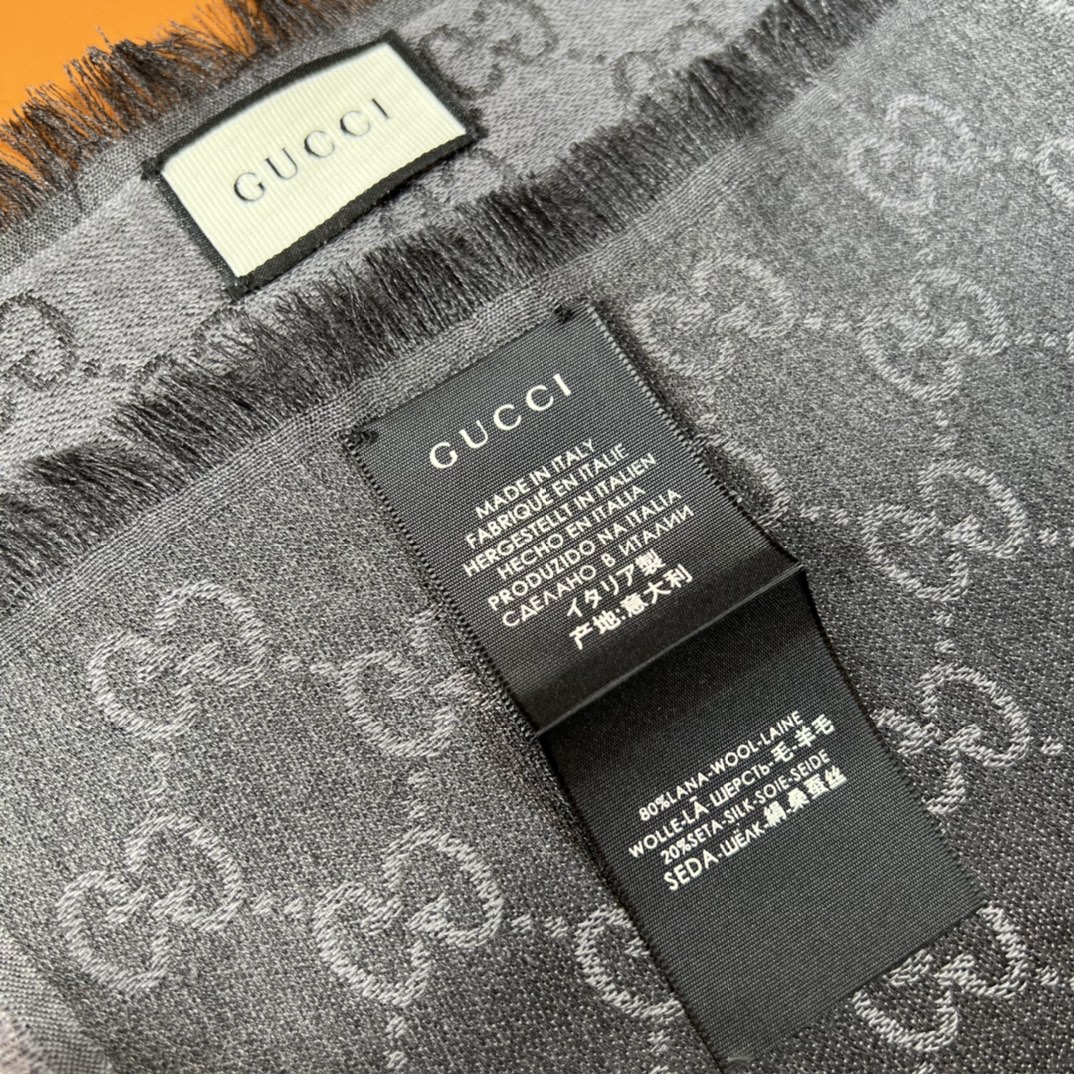 GUCCI
GUCCI
MADE IN ITALY
FABRIQUÉ EN ITALIE
HERGESTELLT IN ITALIEN
HECHO EN ITALIA
PRODUZIDO NA ITALIA
СДЕЛАНО В ИТАЛИИ
イタリア製
产地:意大利
80%LANA-WOOL-LAINE
WOLLE-LÃ-ШЕРСТЬ-毛-羊毛
20%SETA-SILK-SOIE-SEIDE
SEDA-ШЁЛК-絹-桑蚕丝